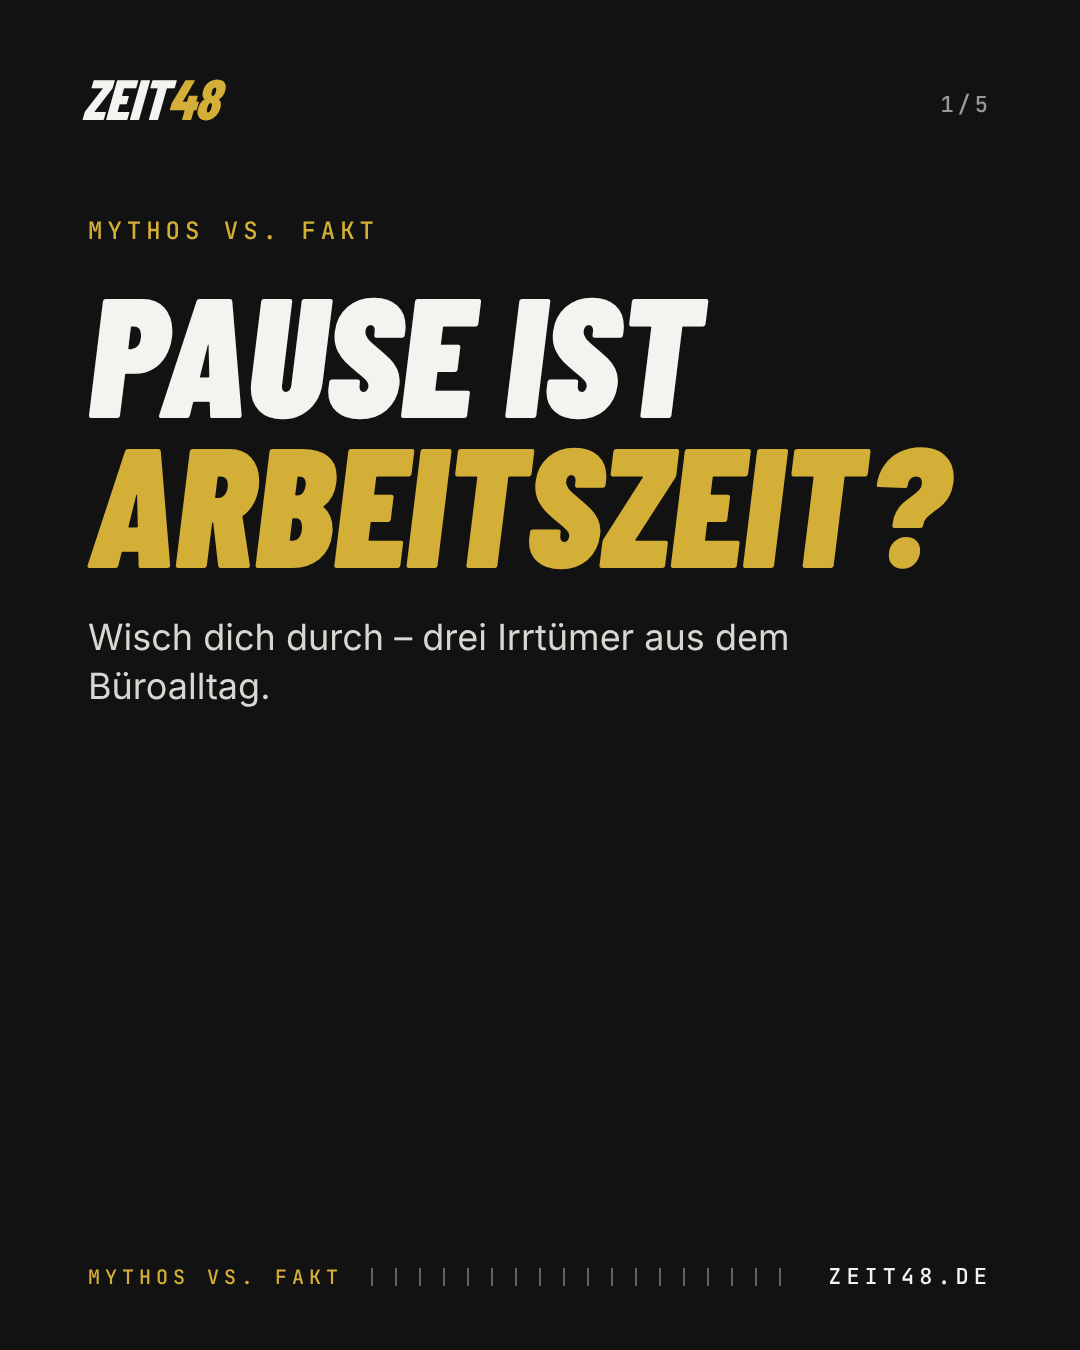 ZEIT48
1/5
MYTHOS VS. FAKT
PAUSE IST
ARBEITSZEIT?
Wisch dich durch – drei Irrtümer aus dem
Büroalltag.
MYTHOS VS. FAKT
ZEIT48.DE